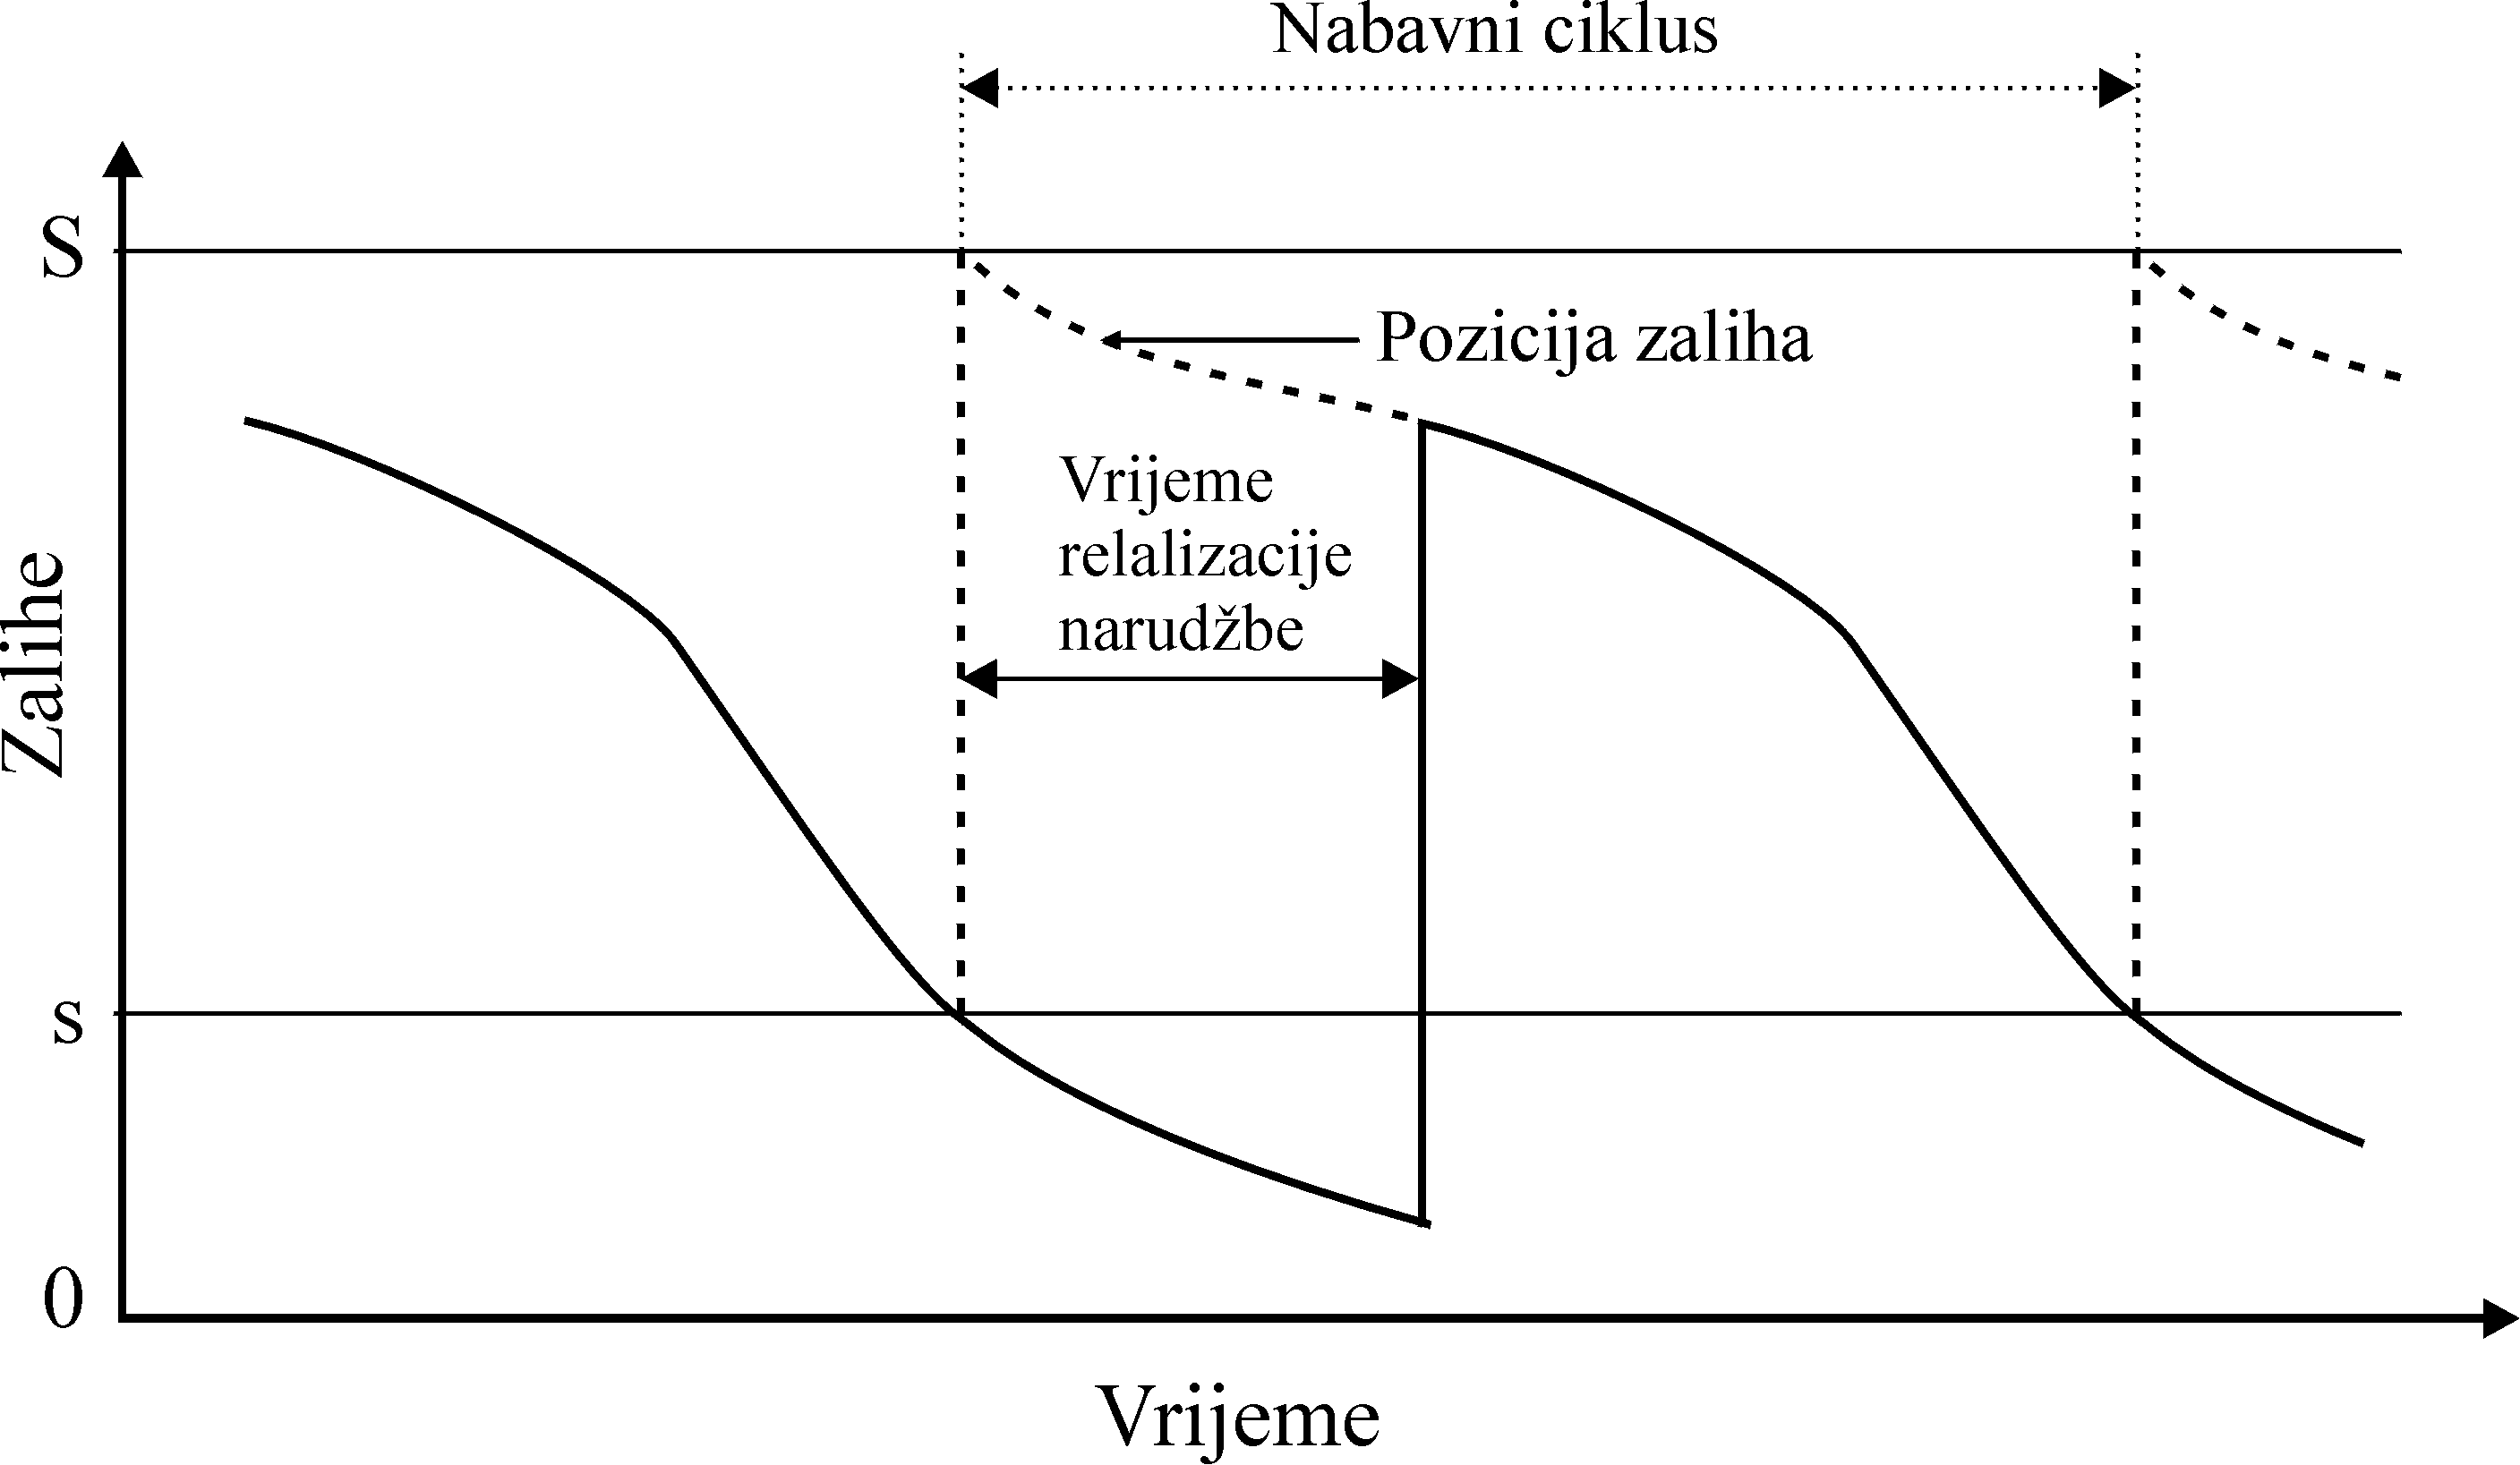 Nabavni ciklus
S
Pozicija zaliha
Vrijeme
relalizacije
narudžbe
Zalihe
s
0
Vrijeme